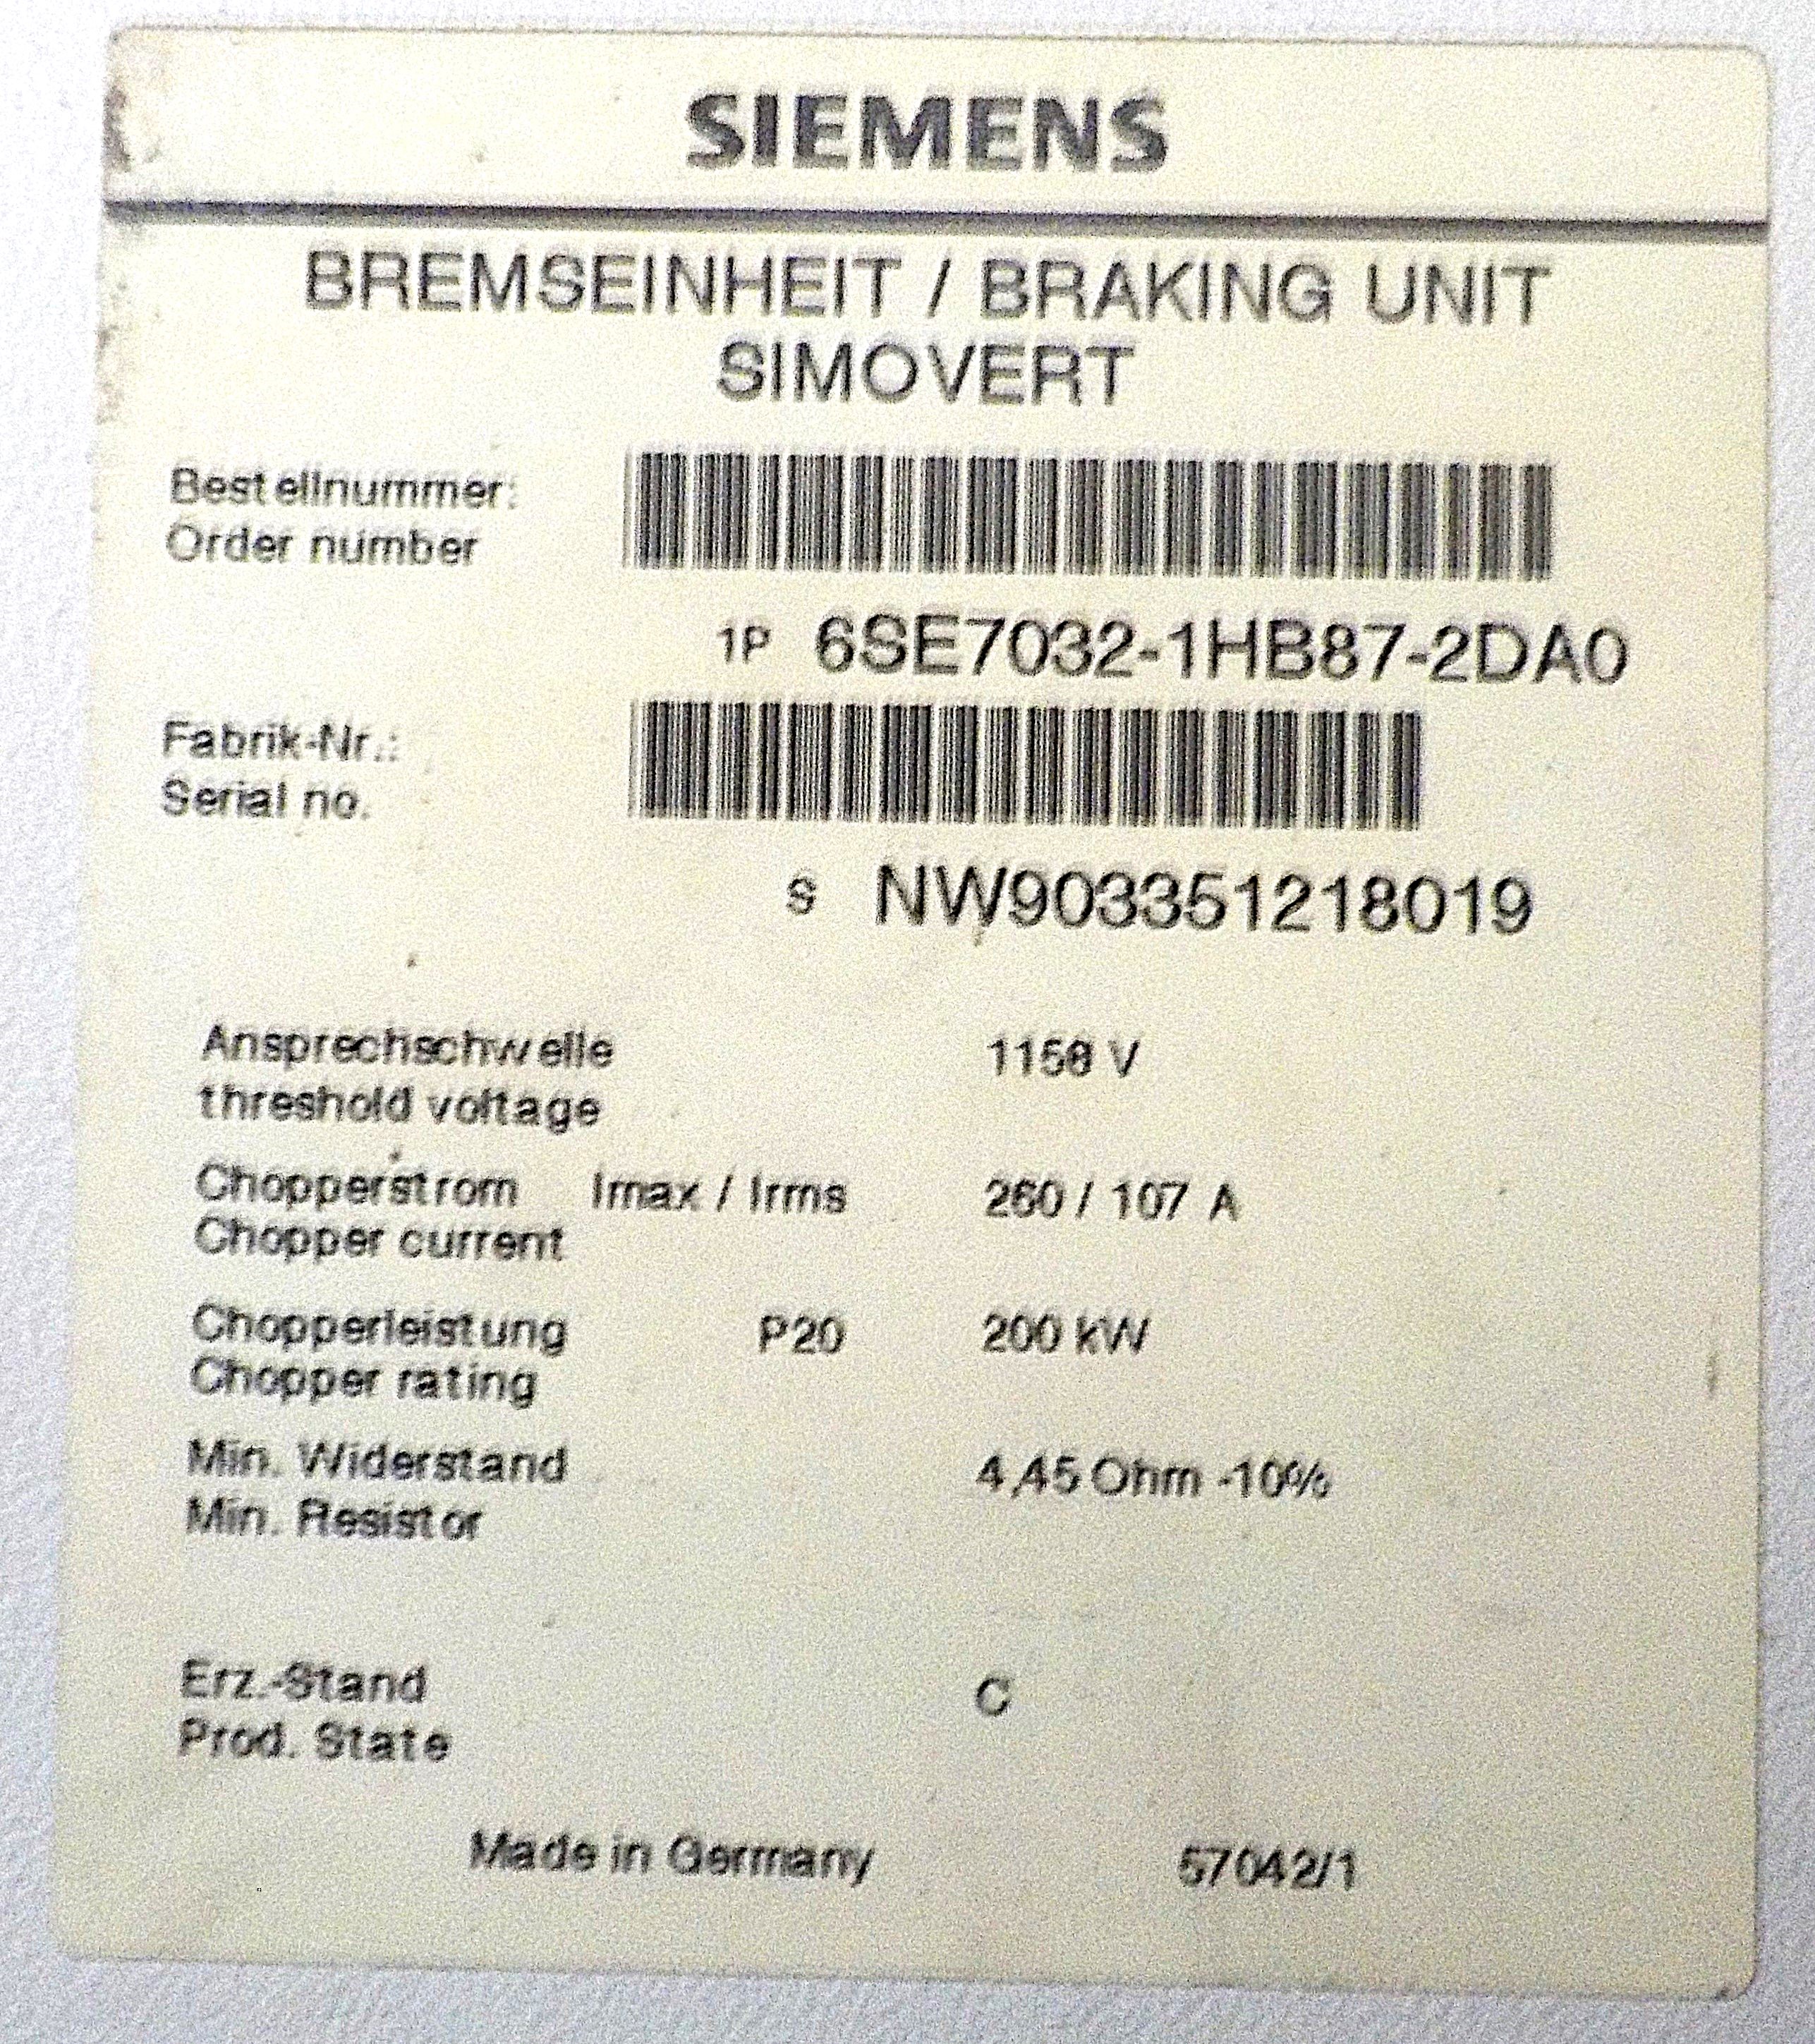 SIEMENS
BREMSEINHEIT / BRAKING UNIT
SIMOVERT
Bestellnummer:
Order number
1P 6SE7032-1HB87-2DA0
Fabrik-Nr.:
Serial no.
S NW903351218019
Ansprechschwelle 1158 V
threshold voltage
Chopperstrom Imax / Irms 260 / 107 A
Chopper current
Chopperleistung P20 200 kW
Chopper rating
Min. Widerstand 4,45 Ohm -10%
Min. Resistor
Erz.-Stand C
Prod. State
Made in Germany 57042/1